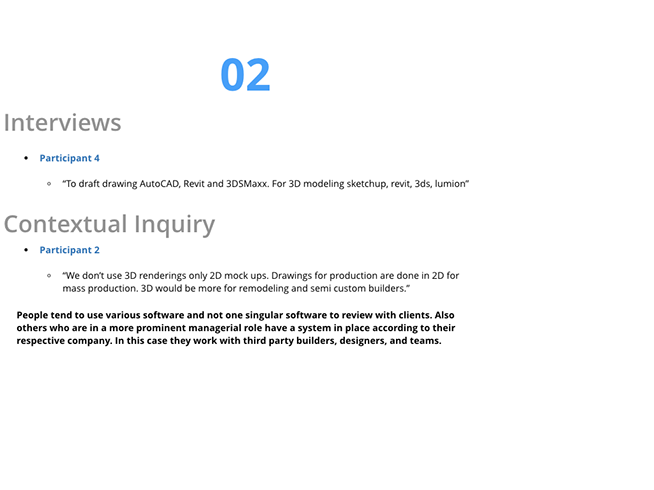 02
Interviews
Participant 4
“To draft drawing AutoCAD, Revit and 3DSMaxx. For 3D modeling sketchup, revit, 3ds, lumion”
Contextual Inquiry
Participant 2
“We don’t use 3D renderings only 2D mock ups. Drawings for production are done in 2D for
mass production. 3D would be more for remodeling and semi custom builders.”
People tend to use various software and not one singular software to review with clients. Also
others who are in a more prominent managerial role have a system in place according to their
respective company. In this case they work with third party builders, designers, and teams.